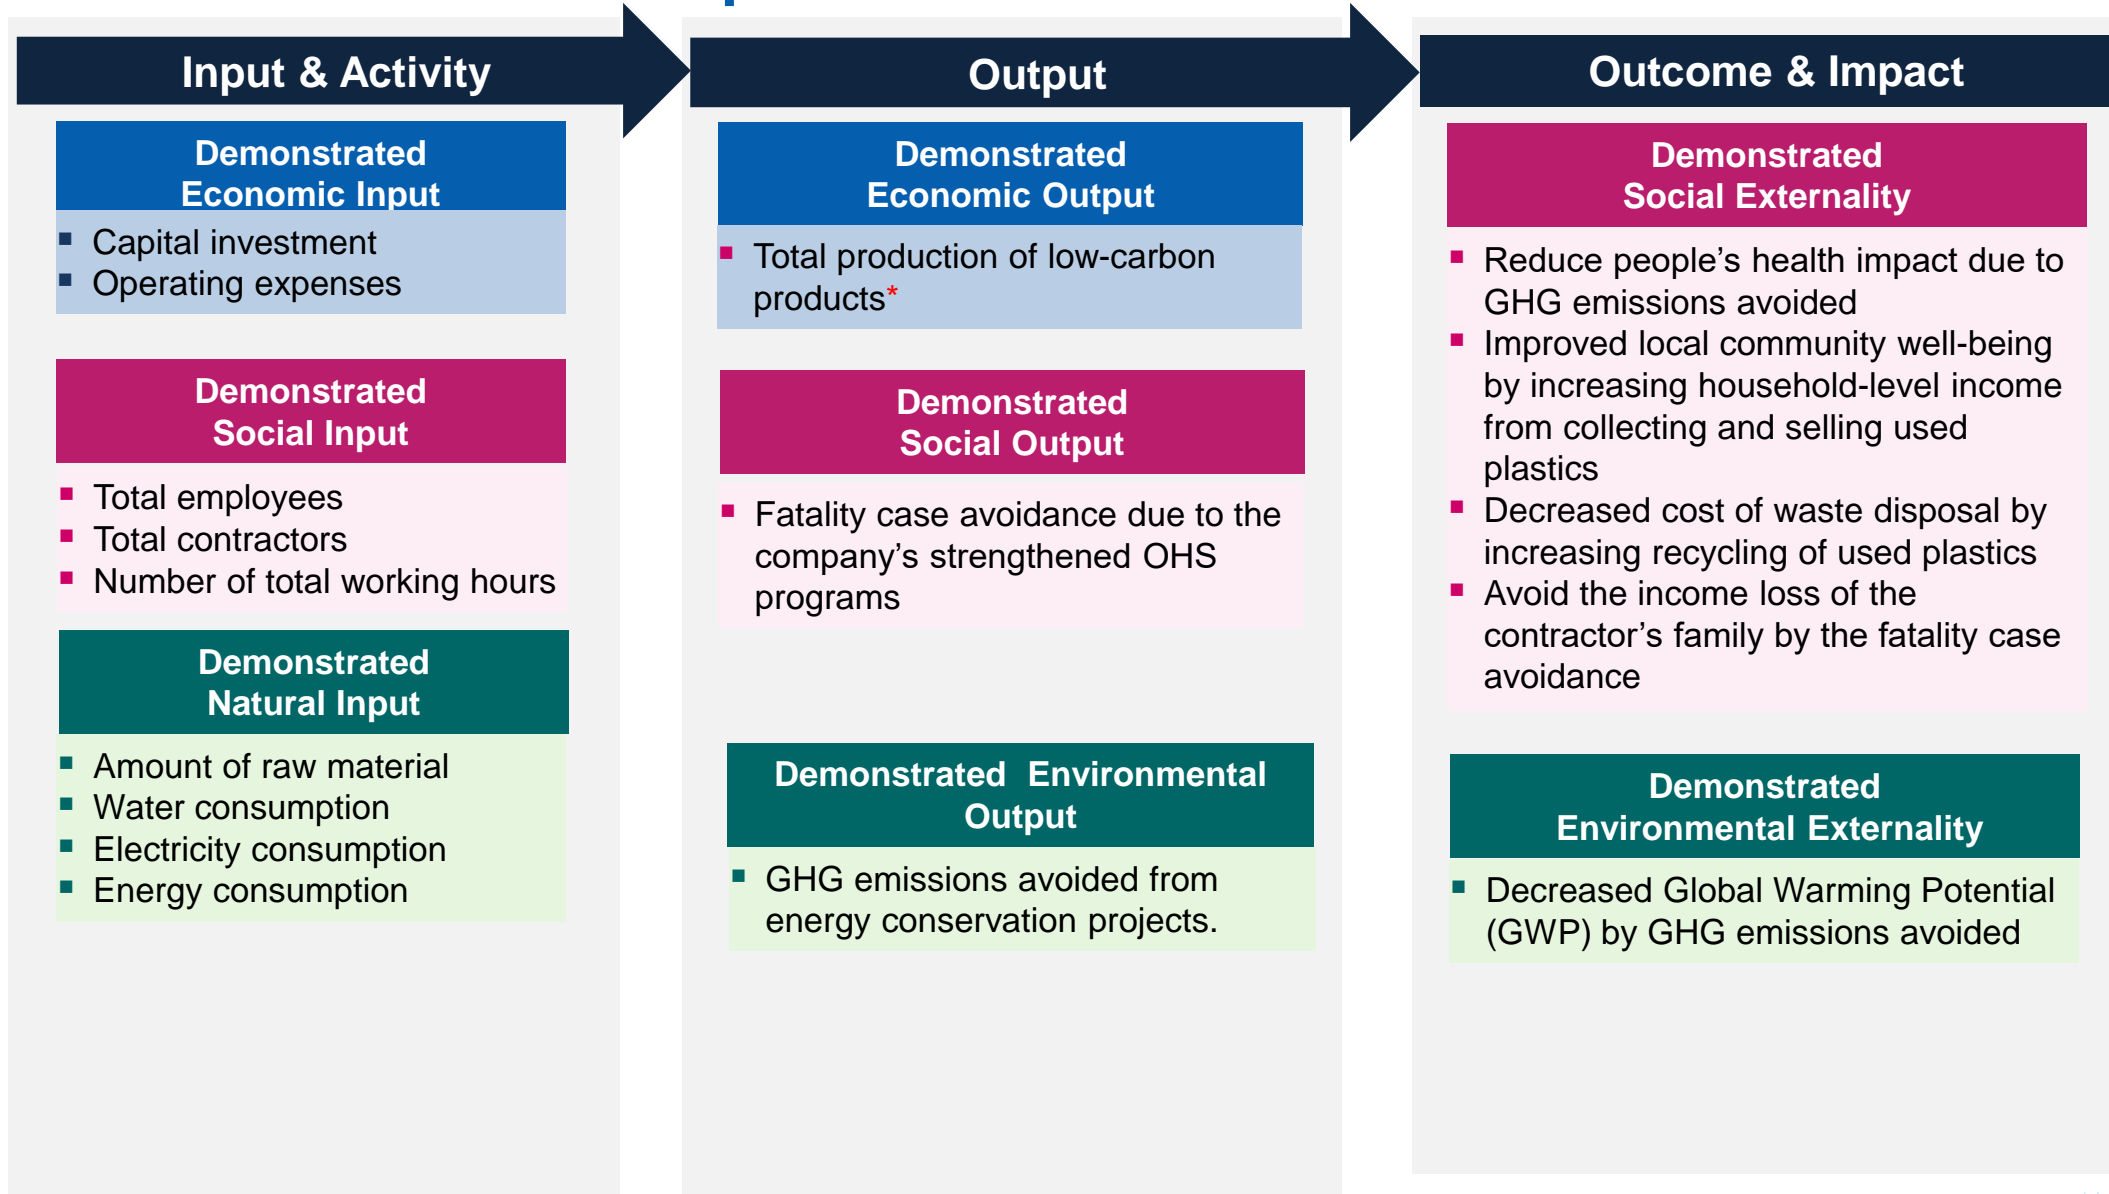 Input & Activity
Demonstrated
Economic Input
Capital investment
Operating expenses
Demonstrated
Social Input
Total employees
Total contractors
Number of total working hours
Demonstrated
Natural Input
Amount of raw material
Water consumption
Electricity consumption
Energy consumption
Output
Demonstrated
Economic Output
Total production of low-carbon
products*
Demonstrated
Social Output
Fatality case avoidance due to the
company’s strengthened OHS
programs
Demonstrated Environmental
Output
GHG emissions avoided from
energy conservation projects.
Outcome & Impact
Demonstrated
Social Externality
Reduce people’s health impact due to
GHG emissions avoided
Improved local community well-being
by increasing household-level income
from collecting and selling used
plastics
Decreased cost of waste disposal by
increasing recycling of used plastics
Avoid the income loss of the
contractor’s family by the fatality case
avoidance
Demonstrated
Environmental Externality
Decreased Global Warming Potential
(GWP) by GHG emissions avoided